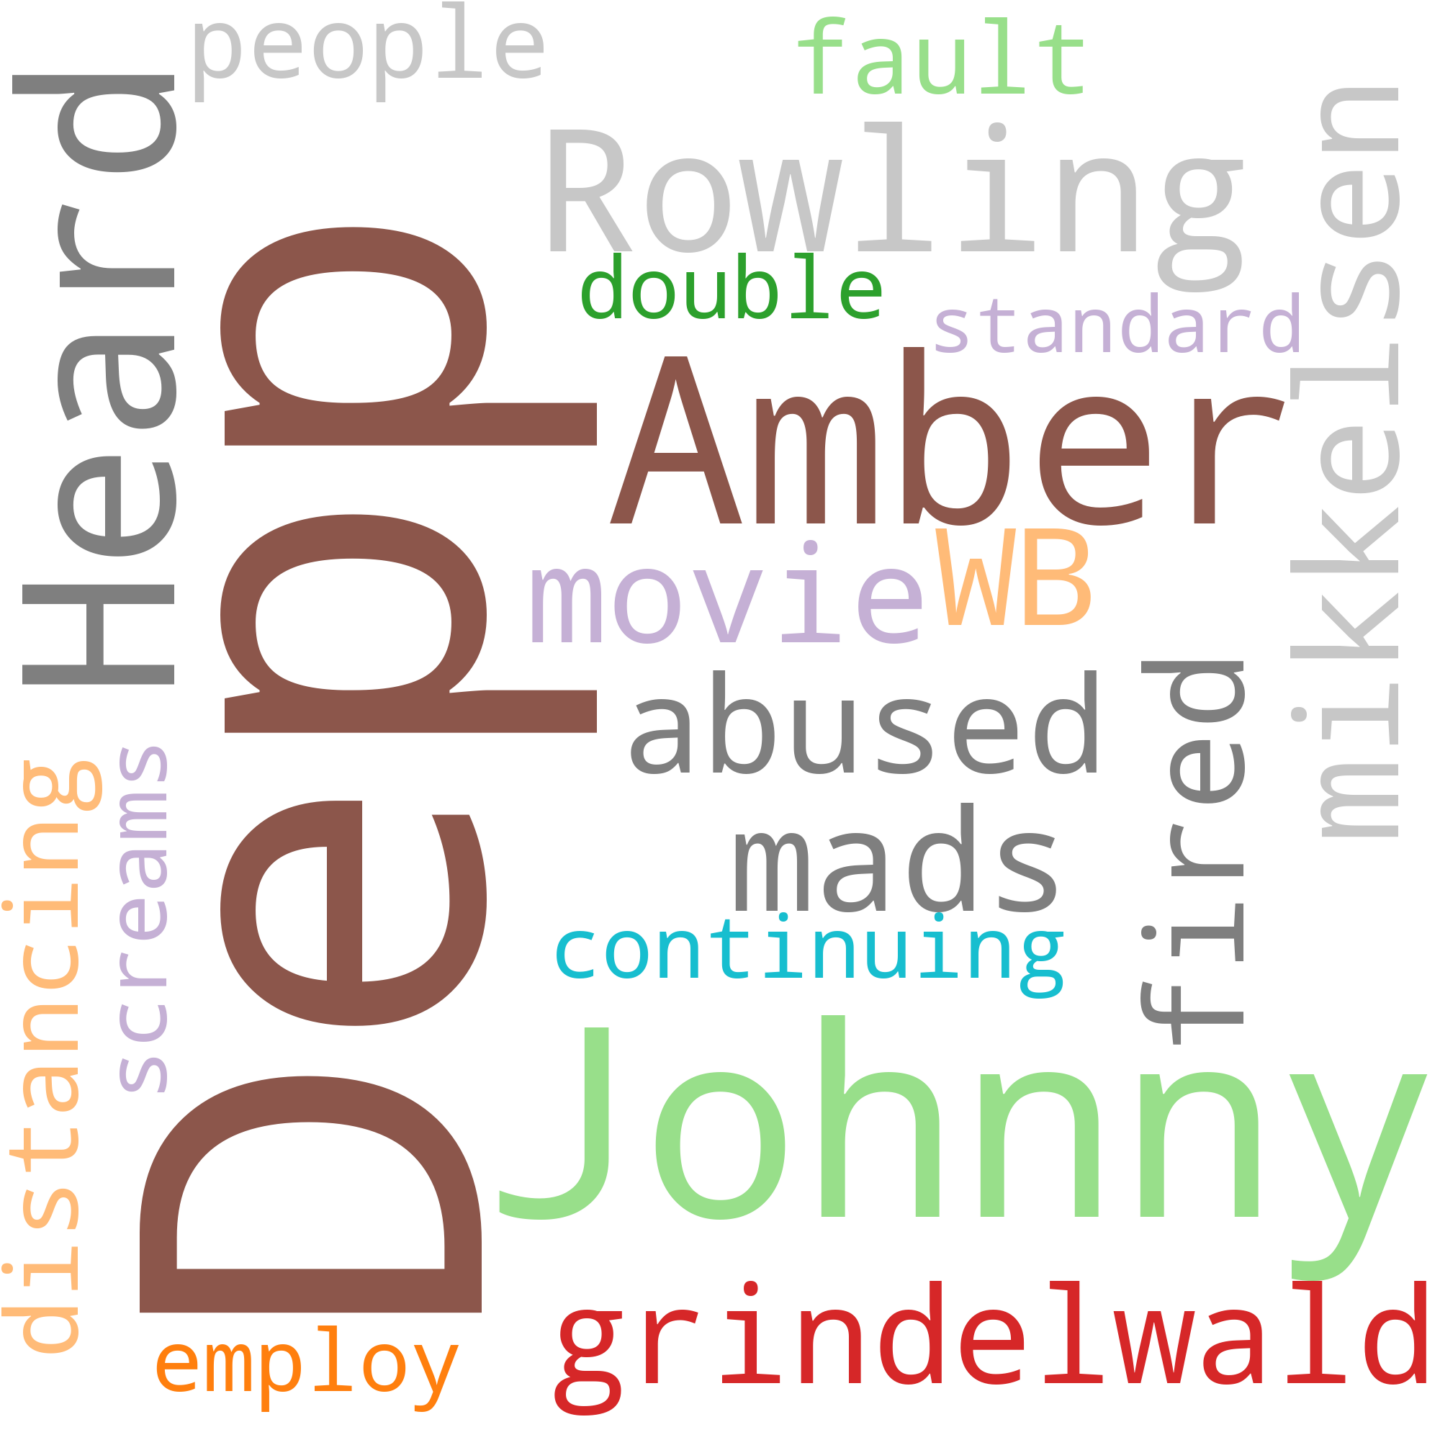 people
fault
Heard
Rowling
mikkelsen
double
standard
Depp
Amber
movie
WB
abused
fired
distancing
screams
mads
continuing
Johnny
grindelwald
employ